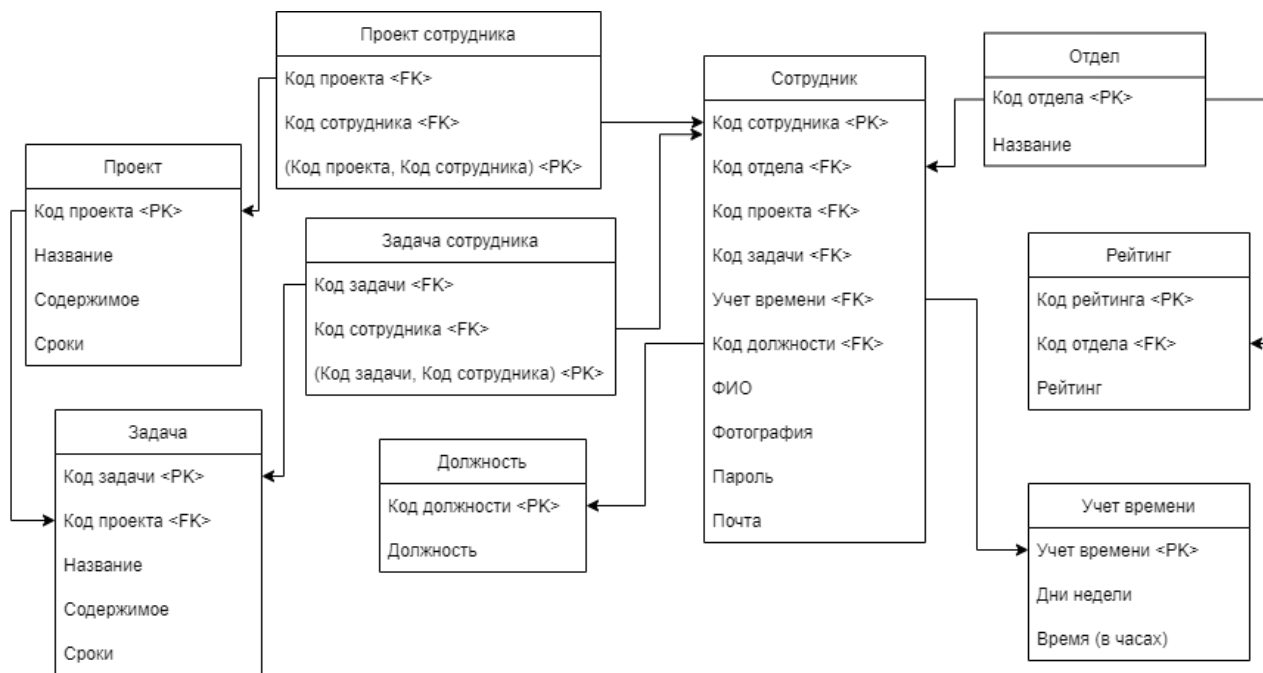 Проект сотрудника
Код проекта <FK>
Код сотрудника <FK>
(Код проекта, Код сотрудника) <PK>
Проект
Код проекта <PK>
Название
Содержимое
Сроки
Задача сотрудника
Код задачи <FK>
Код сотрудника <FK>
(Код задачи, Код сотрудника) <PK>
Задача
Код задачи <PK>
Код проекта <FK>
Название
Содержимое
Сроки
Должность
Код должности <PK>
Должность
Сотрудник
Код сотрудника <PK>
Код отдела <FK>
Код проекта <FK>
Код задачи <FK>
Учет времени <FK>
Код должности <FK>
ФИО
Фотография
Пароль
Почта
Отдел
Код отдела <PK>
Название
Рейтинг
Код рейтинга <PK>
Код отдела <FK>
Рейтинг
Учет времени
Учет времени <PK>
Дни недели
Время (в часах)